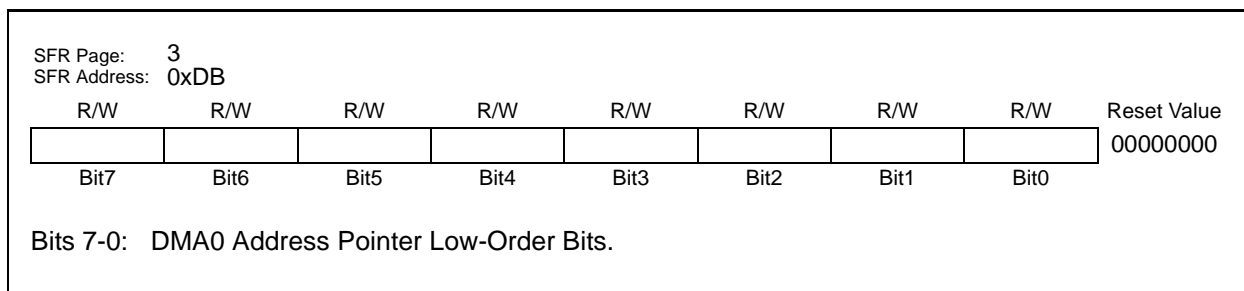 SFR Page: 3
SFR Address: 0xDB
R/W R/W R/W R/W R/W R/W R/W R/W Reset Value
00000000
Bit7 Bit6 Bit5 Bit4 Bit3 Bit2 Bit1 Bit0
Bits 7-0: DMA0 Address Pointer Low-Order Bits.